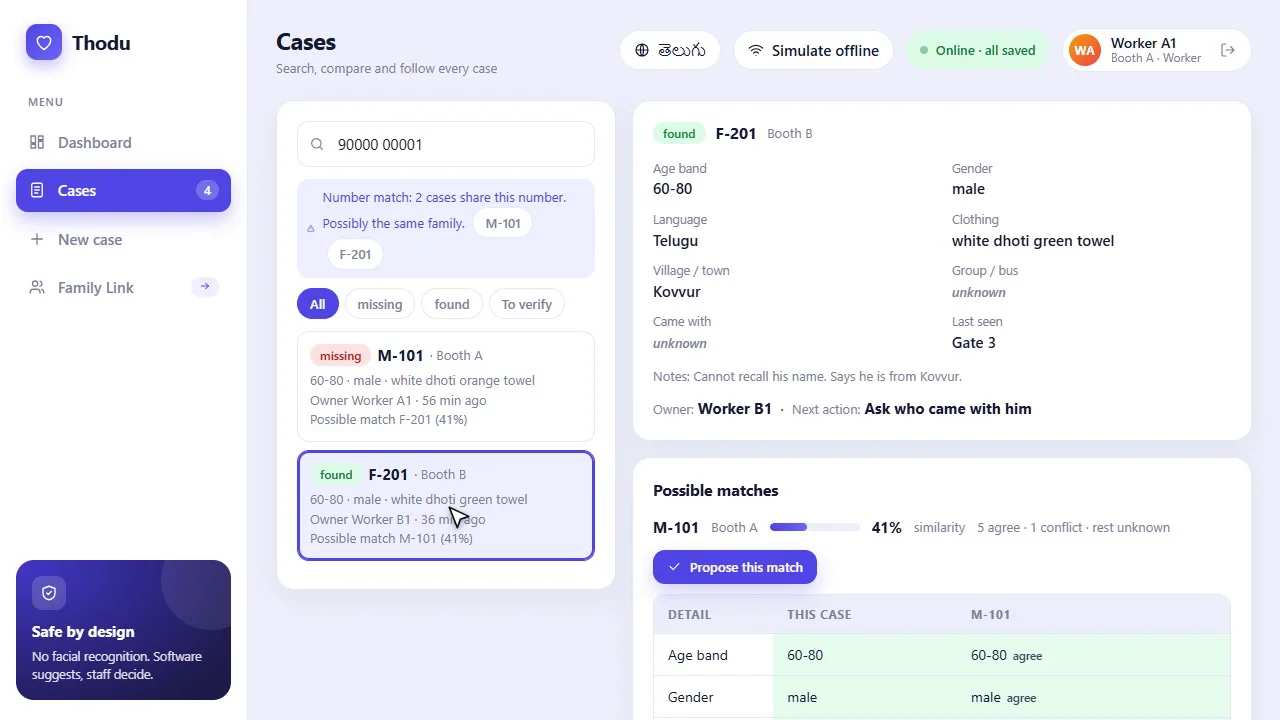 Thodu
MENU
Dashboard
Cases 4
New case
Family Link
Safe by design
No facial recognition. Software
suggests, staff decide.
Cases
Search, compare and follow every case
తెలుగు
Simulate offline
Online · all saved
WA
Worker A1
Booth A · Worker
90000 00001
Number match: 2 cases share this number.
Possibly the same family. M-101
F-201
All missing found To verify
missing M-101 · Booth A
60-80 · male · white dhoti orange towel
Owner Worker A1 · 56 min ago
Possible match F-201 (41%)
found F-201 · Booth B
60-80 · male · white dhoti green towel
Owner Worker B1 · 36 min ago
Possible match M-101 (41%)
found F-201 Booth B
Age band Gender
60-80 male
Language Clothing
Telugu white dhoti green towel
Village / town Group / bus
Kovvur unknown
Came with Last seen
unknown Gate 3
Notes: Cannot recall his name. Says he is from Kovvur.
Owner: Worker B1 · Next action: Ask who came with him
Possible matches
M-101 Booth A 41% similarity 5 agree · 1 conflict · rest unknown
Propose this match
DETAIL THIS CASE M-101
Age band 60-80 60-80 agree
Gender male male agree